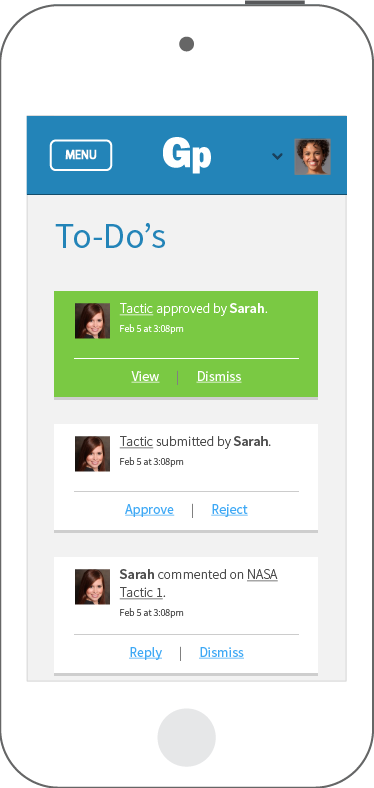 MENU
Gp
To-Do’s
Tactic approved by Sarah.
Feb 5 at 3:08pm
View | Dismiss
Tactic submitted by Sarah.
Feb 5 at 3:08pm
Approve | Reject
Sarah commented on NASA
Tactic 1.
Feb 5 at 3:08pm
Reply | Dismiss